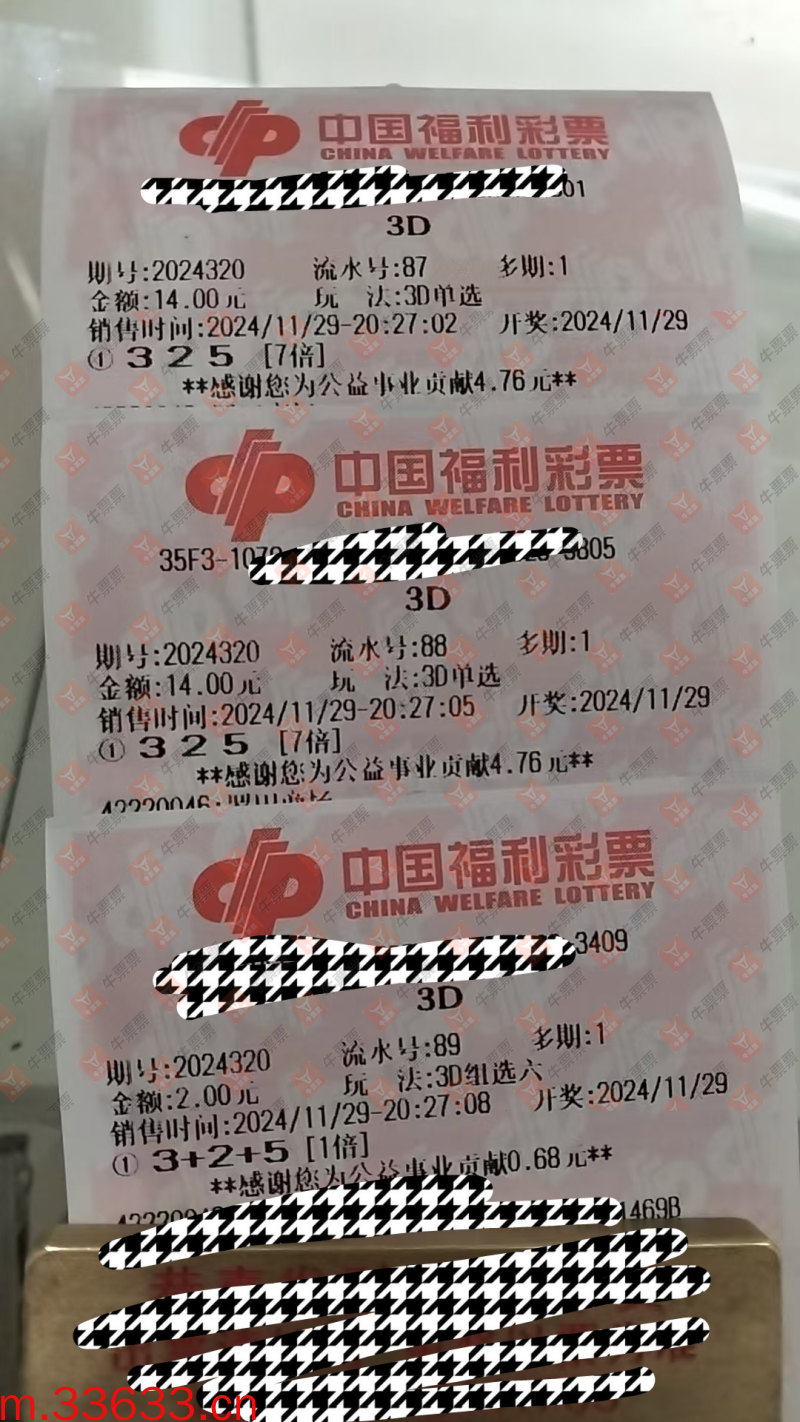 中国福利彩票
CHINA WELFARE LOTTERY
01
3D
期号:2024320 流水号:87 多期:1
金额:14.00元 玩 法:3D单选
销售时间:2024/11/29-20:27:02 开奖:2024/11/29
① 3 2 5 [7倍]
**感谢您为公益事业贡献4.76元**
中国福利彩票
CHINA WELFARE LOTTERY
35F3-107
3D
期号:2024320 流水号:88 多期:1
金额:14.00元 玩 法:3D单选
销售时间:2024/11/29-20:27:05 开奖:2024/11/29
① 3 2 5 [7倍]
**感谢您为公益事业贡献4.76元**
中国福利彩票
CHINA WELFARE LOTTERY
3409
3D
期号:2024320 流水号:89 多期:1
金额:2.00元 玩 法:3D组选六
销售时间:2024/11/29-20:27:08 开奖:2024/11/29
① 3+2+5 [1倍]
**感谢您为公益事业贡献0.68元**
1469B
牛票票
m.33633.cn